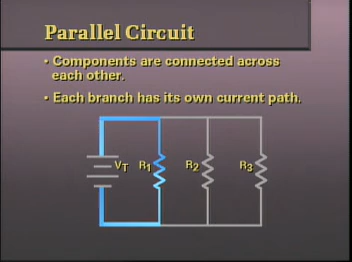 Parallel Circuit
• Components are connected across
each other.
• Each branch has its own current path.
VT R1 R2 R3